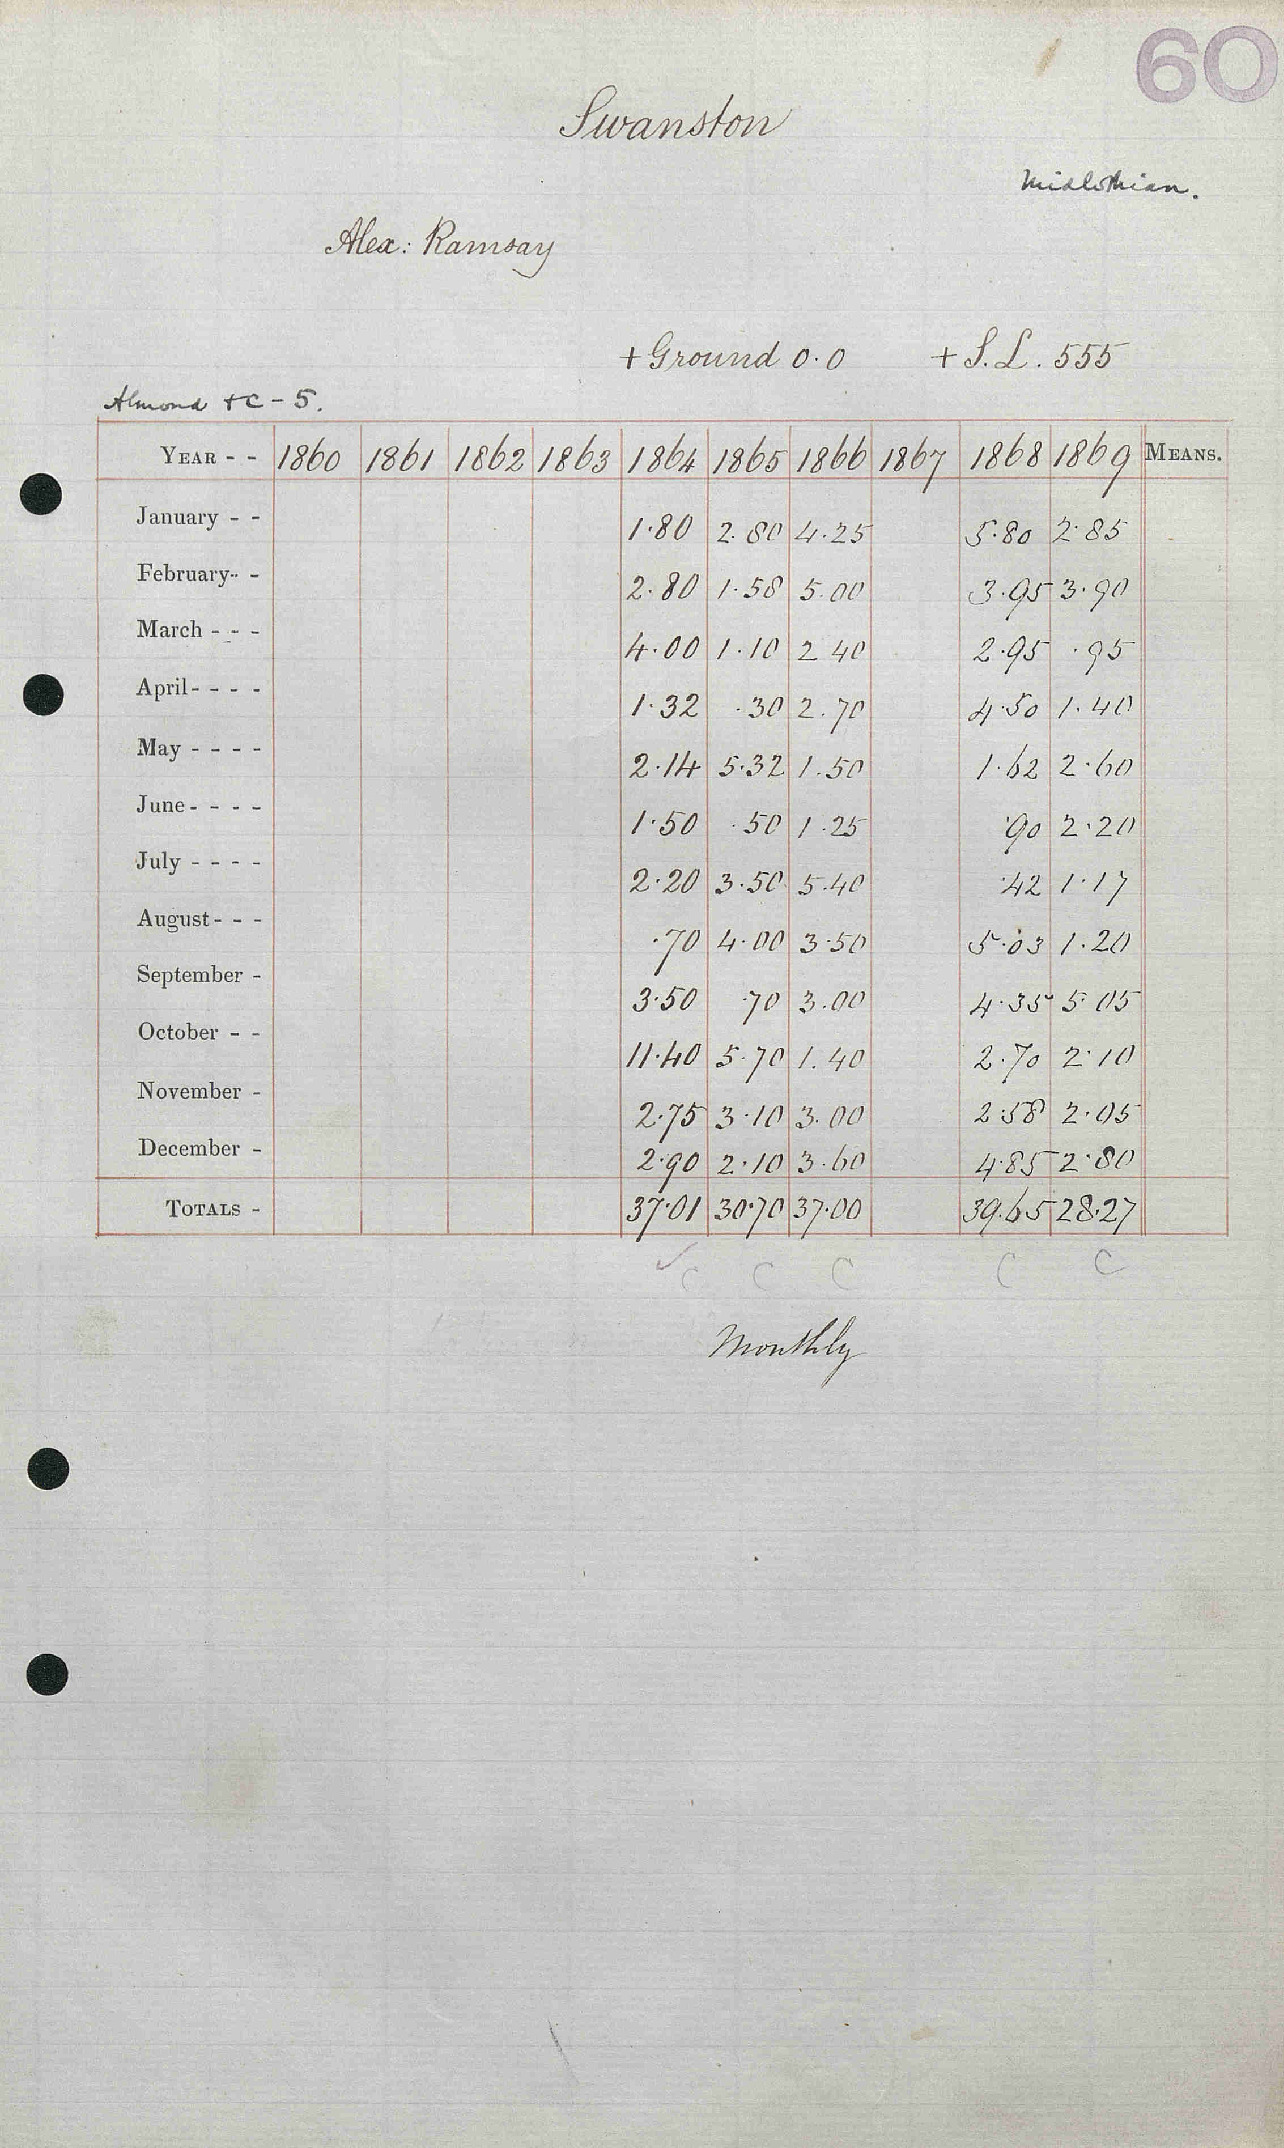 60
Swanston
Midlothian.
Alex: Ramsay
+ Ground 0.0 + S.L. 555
Almond +C - 5.
YEAR - - 1860 1861 1862 1863 1864 1865 1866 1867 1868 1869 MEANS.
January - - 1.80 2.80 4.25 5.80 2.85
February - - 2.80 1.58 5.00 3.95 3.90
March - - - 4.00 1.10 2.40 2.95 .95
April - - - - 1.32 .30 2.70 4.50 1.40
May - - - - 2.14 5.32 1.50 1.62 2.60
June - - - - 1.50 .50 1.25 .90 2.20
July - - - - 2.20 3.50 5.40 .42 1.17
August - - - .70 4.00 3.50 5.03 1.20
September - 3.50 .70 3.00 4.35 5.05
October - - 11.40 5.70 1.40 2.70 2.10
November - 2.75 3.10 3.00 2.58 2.05
December - 2.90 2.10 3.60 4.85 2.80
TOTALS - 37.01 30.70 37.00 39.65 28.27
✓ C C C C C
Monthly